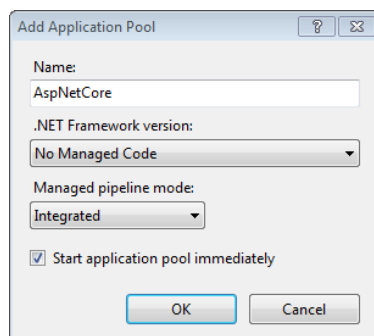 Add Application Pool
Name:
AspNetCore
.NET Framework version:
No Managed Code
Managed pipeline mode:
Integrated
Start application pool immediately
OK Cancel